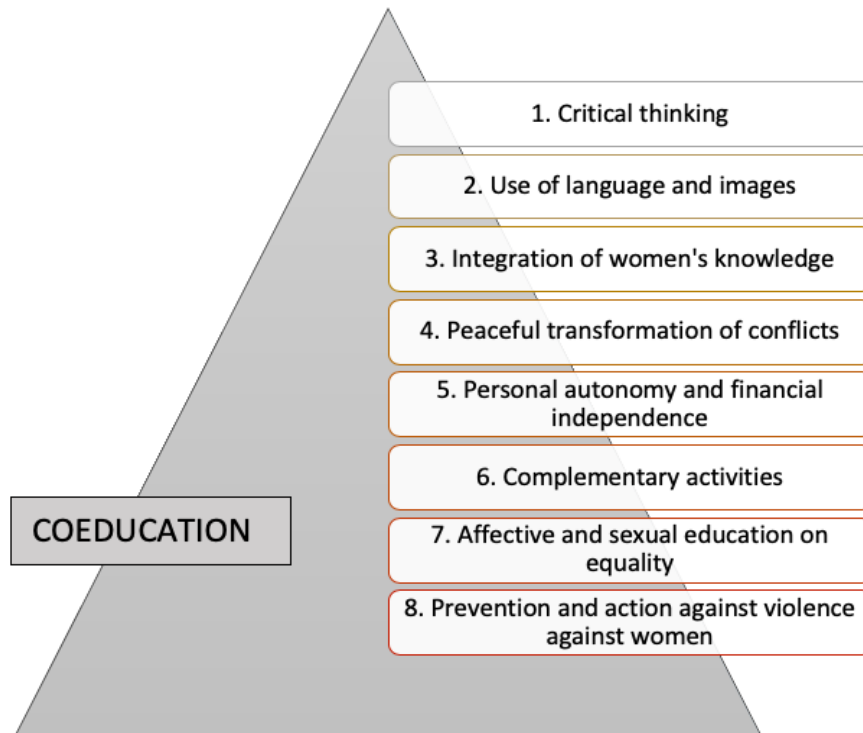 1. Critical thinking
2. Use of language and images
3. Integration of women's knowledge
4. Peaceful transformation of conflicts
5. Personal autonomy and financial
independence
6. Complementary activities
COEDUCATION
7. Affective and sexual education on
equality
8. Prevention and action against violence
against women